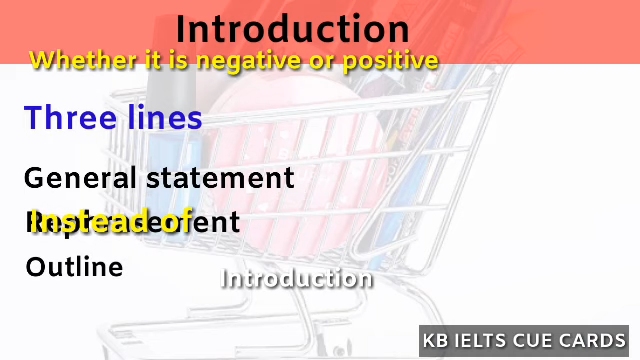 Introduction
Whether it is negative or positive
Three lines
General statement
Instead of
Outline
Introduction
KB IELTS CUE CARDS